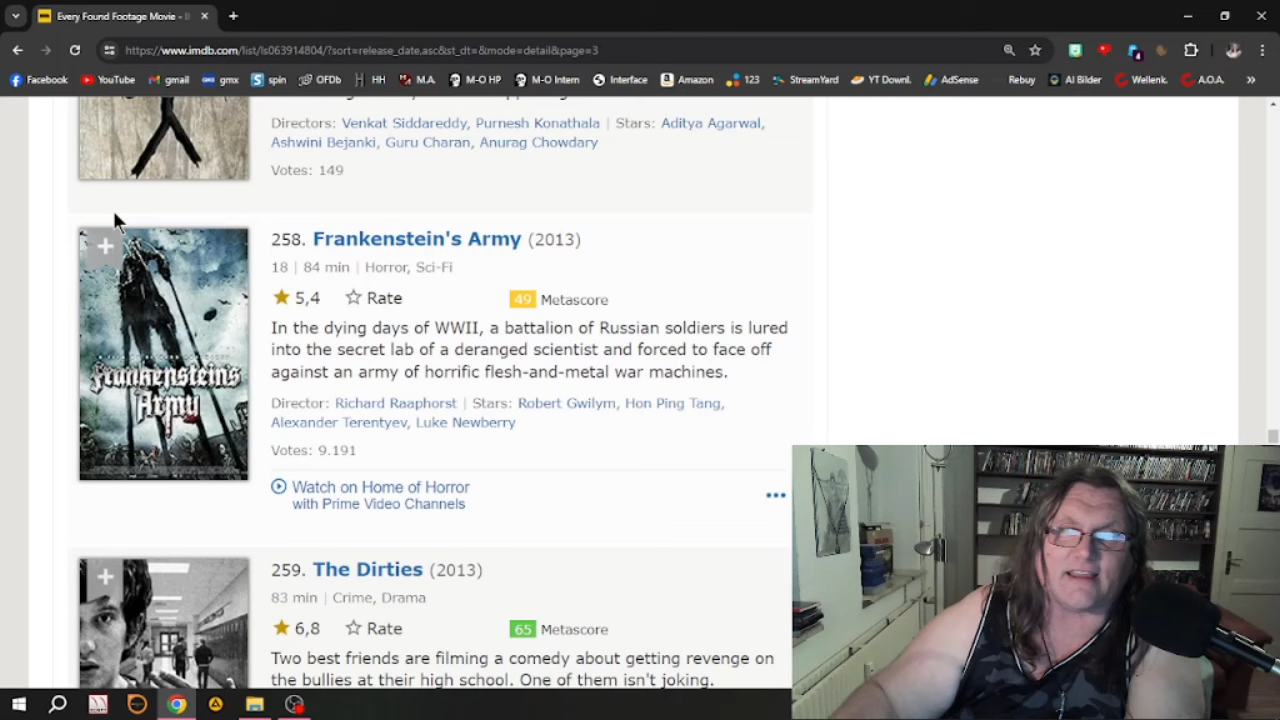 Every Found Footage Movie - I
https://www.imdb.com/list/ls063914804/?sort=release_date,asc&st_dt=&mode=detail&page=3
Facebook YouTube gmail gmx spin OFDb HH M.A M-O HP M-O Intern Interface Amazon 123 StreamYard YT Downl. AdSense Rebuy AI Bilder Wellenk. A.O.A. »
Directors: Venkat Siddareddy, Purnesh Konathala | Stars: Aditya Agarwal,
Ashwini Bejanki, Guru Charan, Anurag Chowdary
Votes: 149
258. Frankenstein's Army (2013)
18 | 84 min | Horror, Sci-Fi
5,4 Rate 49 Metascore
In the dying days of WWII, a battalion of Russian soldiers is lured
into the secret lab of a deranged scientist and forced to face off
against an army of horrific flesh-and-metal war machines.
Director: Richard Raaphorst | Stars: Robert Gwilym, Hon Ping Tang,
Alexander Terentyev, Luke Newberry
Votes: 9.191
Watch on Home of Horror
with Prime Video Channels
Frankensteins
Army
259. The Dirties (2013)
83 min | Crime, Drama
6,8 Rate 65 Metascore
Two best friends are filming a comedy about getting revenge on
the bullies at their high school. One of them isn't joking.